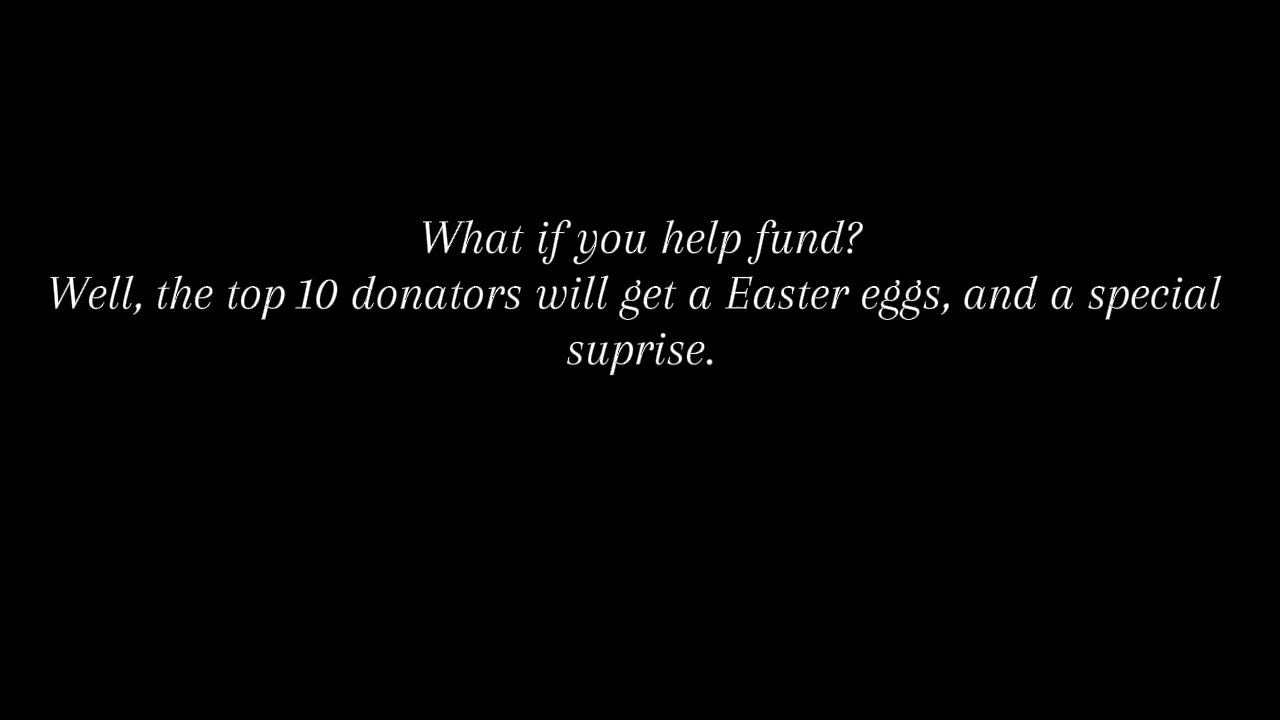 What if you help fund?
Well, the top 10 donators will get a Easter eggs, and a special
suprise.